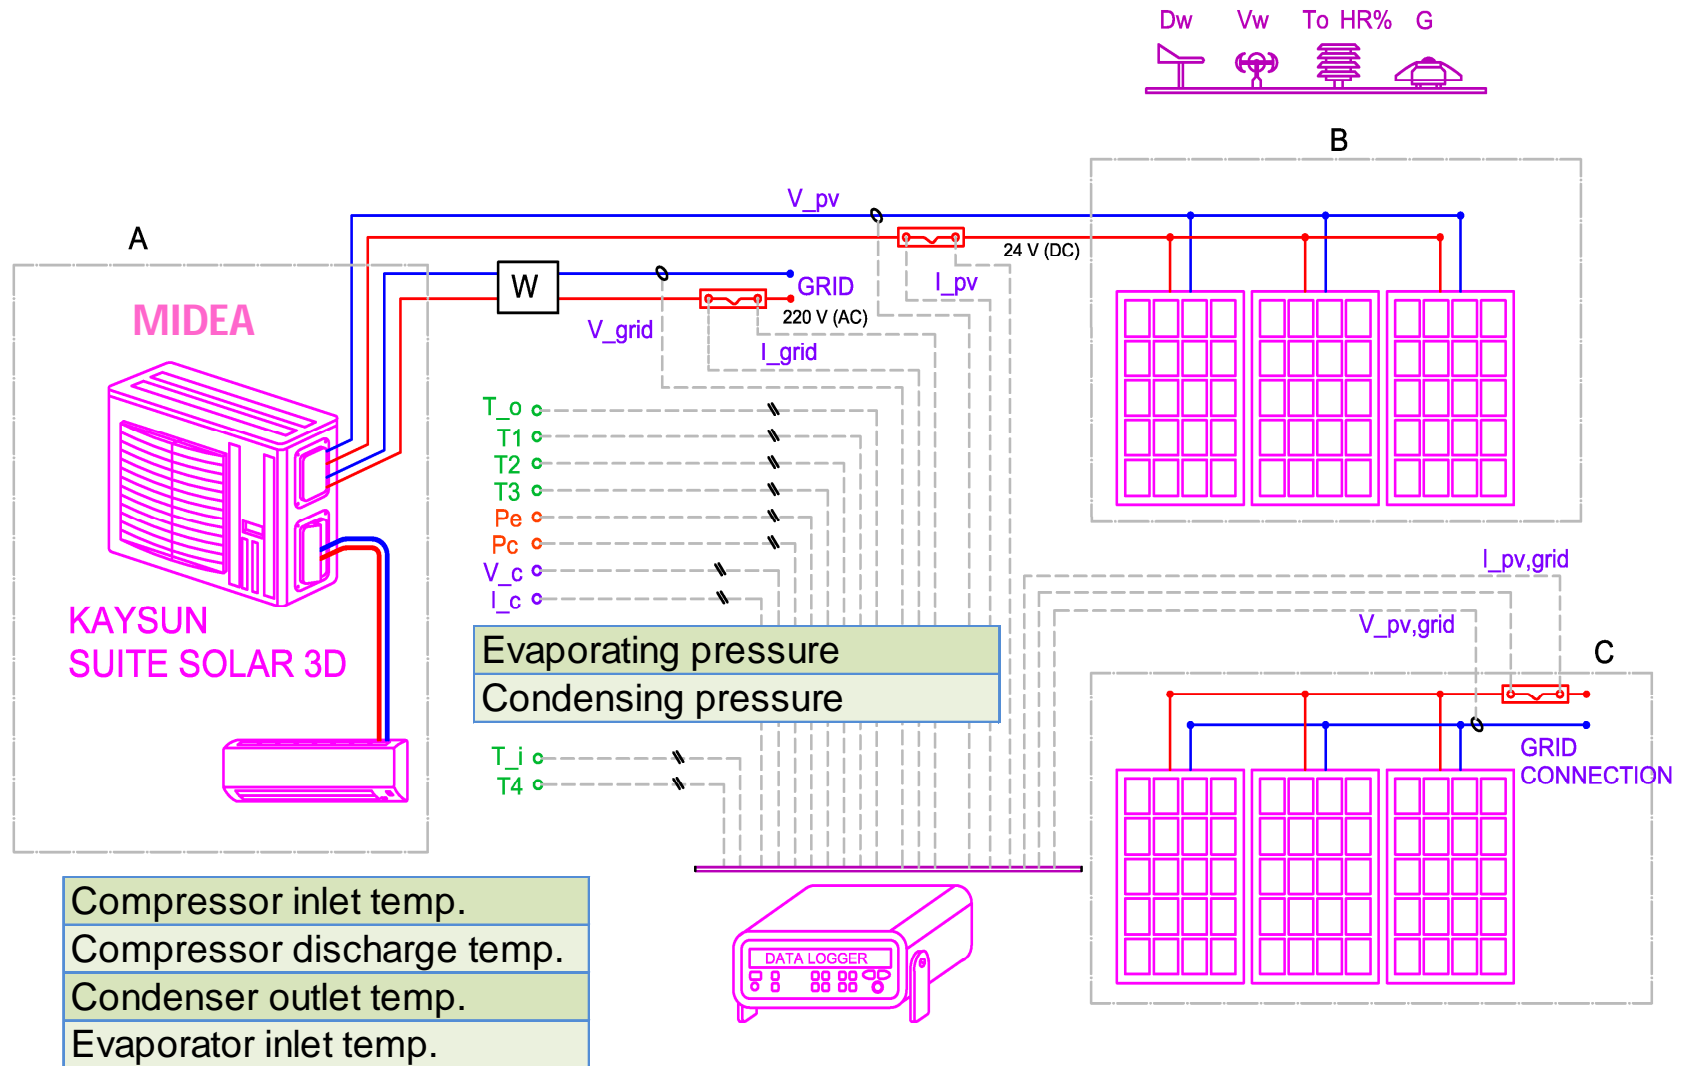 Dw Vw To HR% G
B
V_pv
A
24 V (DC)
W
GRID
I_pv
MIDEA
220 V (AC)
V_grid
I_grid
T_o
T1
T2
T3
Pe
Pc
V_c
I_c
I_pv,grid
V_pv,grid
KAYSUN
SUITE SOLAR 3D
Evaporating pressure
Condensing pressure
C
T_i
T4
GRID
CONNECTION
Compressor inlet temp.
Compressor discharge temp.
Condenser outlet temp.
Evaporator inlet temp.
DATA LOGGER